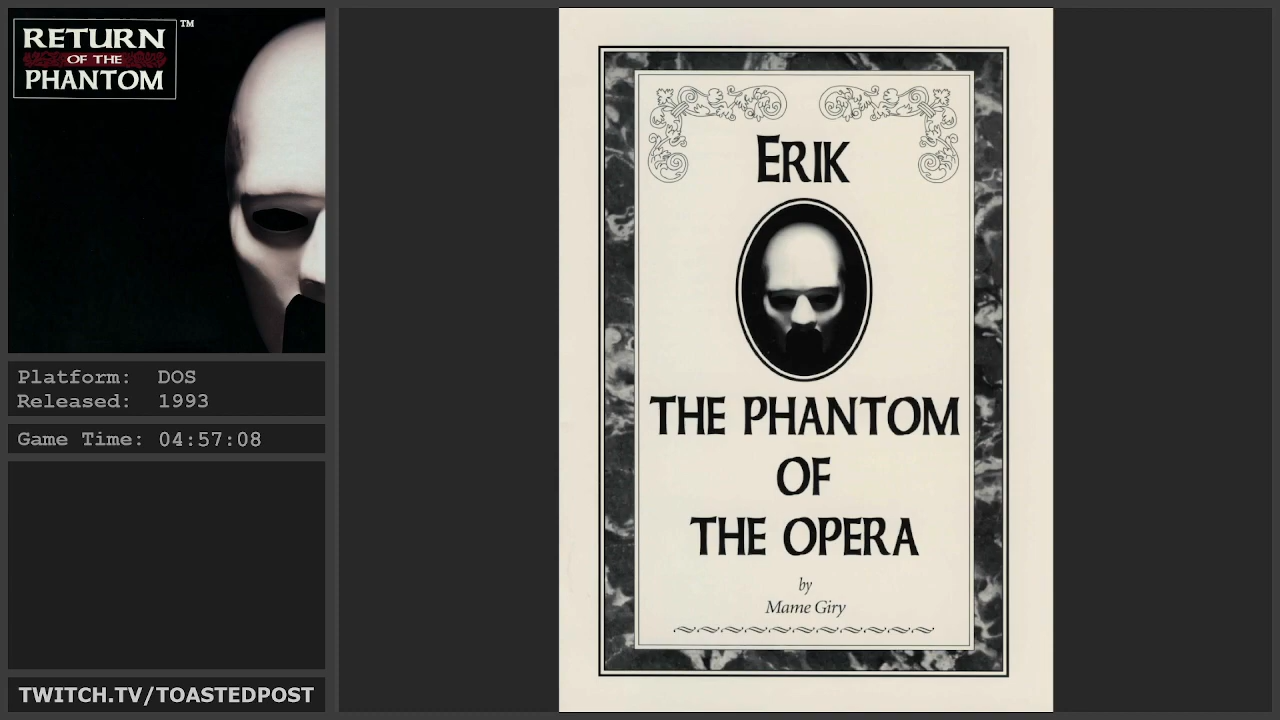 RETURN
OF THE
PHANTOM
TM
Platform: DOS
Released: 1993
Game Time: 04:57:08
TWITCH.TV/TOASTEDPOST
ERIK
THE PHANTOM
OF
THE OPERA
by
Mame Giry